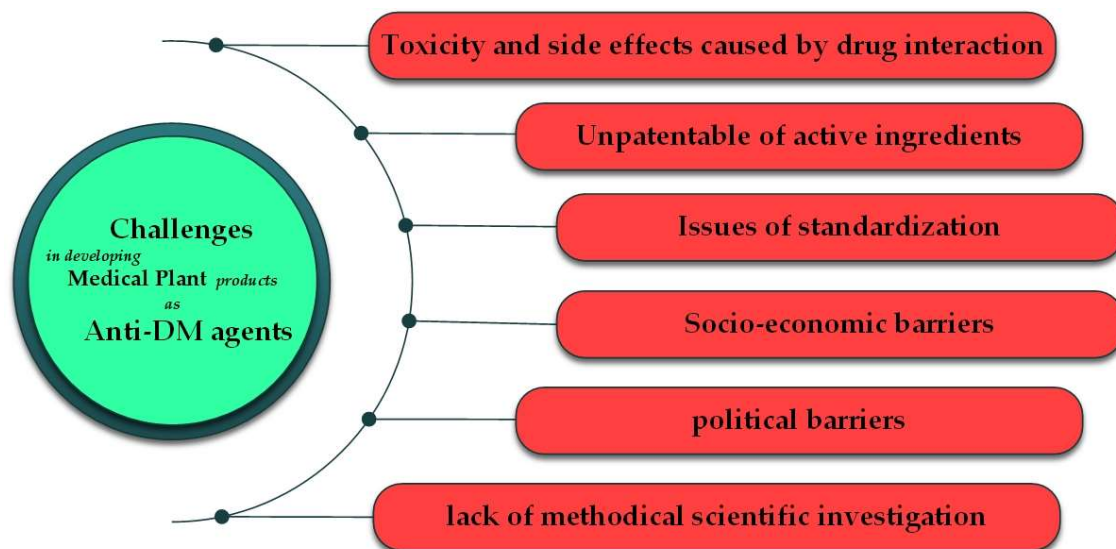 Challenges
in developing
Medical Plant products
as
Anti-DM agents
Toxicity and side effects caused by drug interaction
Unpatentable of active ingredients
Issues of standardization
Socio-economic barriers
political barriers
lack of methodical scientific investigation